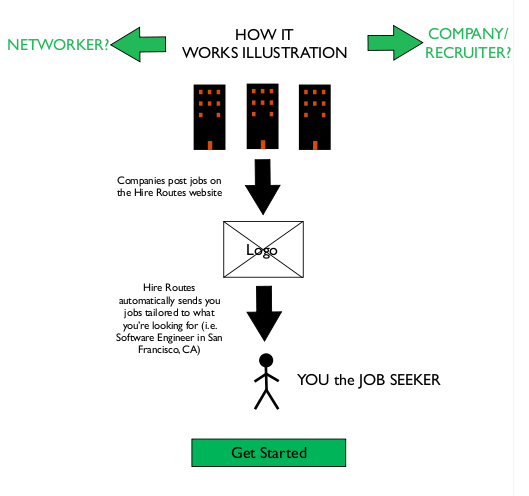 HOW IT
WORKS ILLUSTRATION
NETWORKER?
COMPANY/
RECRUITER?
Companies post jobs on
the Hire Routes website
Logo
Hire Routes
automatically sends you
jobs tailored to what
you're looking for (i.e.
Software Engineer in San
Francisco, CA)
YOU the JOB SEEKER
Get Started